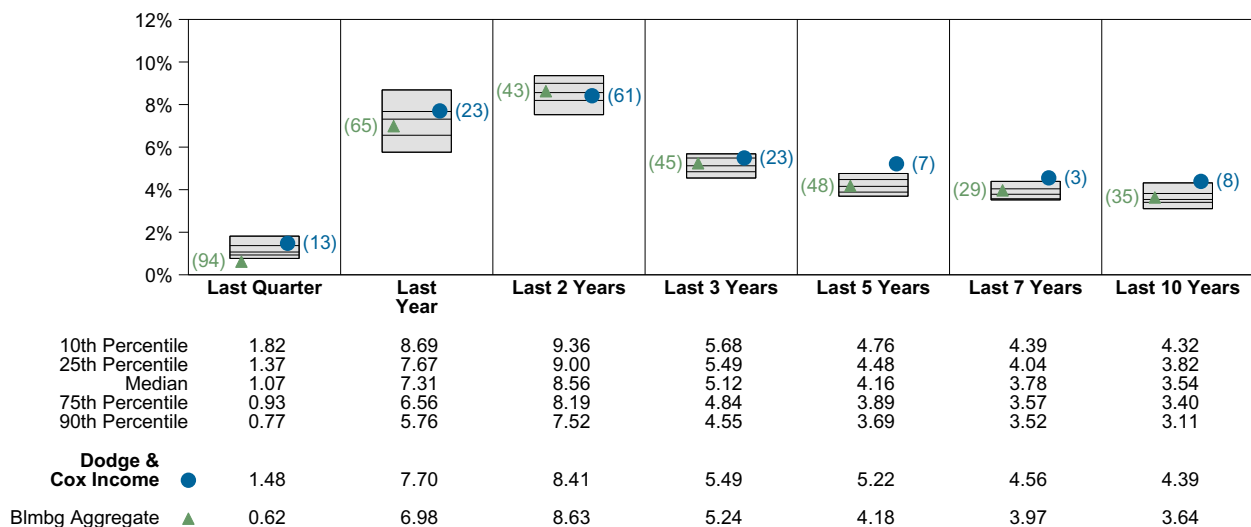 12%
10%
8%
6%
4%
2%
0%
(94) (13)
(65) (23)
(43) (61)
(45) (23)
(48) (7)
(29) (3)
(35) (8)
Last Quarter Last Year Last 2 Years Last 3 Years Last 5 Years Last 7 Years Last 10 Years
10th Percentile 1.82 8.69 9.36 5.68 4.76 4.39 4.32
25th Percentile 1.37 7.67 9.00 5.49 4.48 4.04 3.82
Median 1.07 7.31 8.56 5.12 4.16 3.78 3.54
75th Percentile 0.93 6.56 8.19 4.84 3.89 3.57 3.40
90th Percentile 0.77 5.76 7.52 4.55 3.69 3.52 3.11
Dodge &
Cox Income 1.48 7.70 8.41 5.49 5.22 4.56 4.39
Blmbg Aggregate 0.62 6.98 8.63 5.24 4.18 3.97 3.64